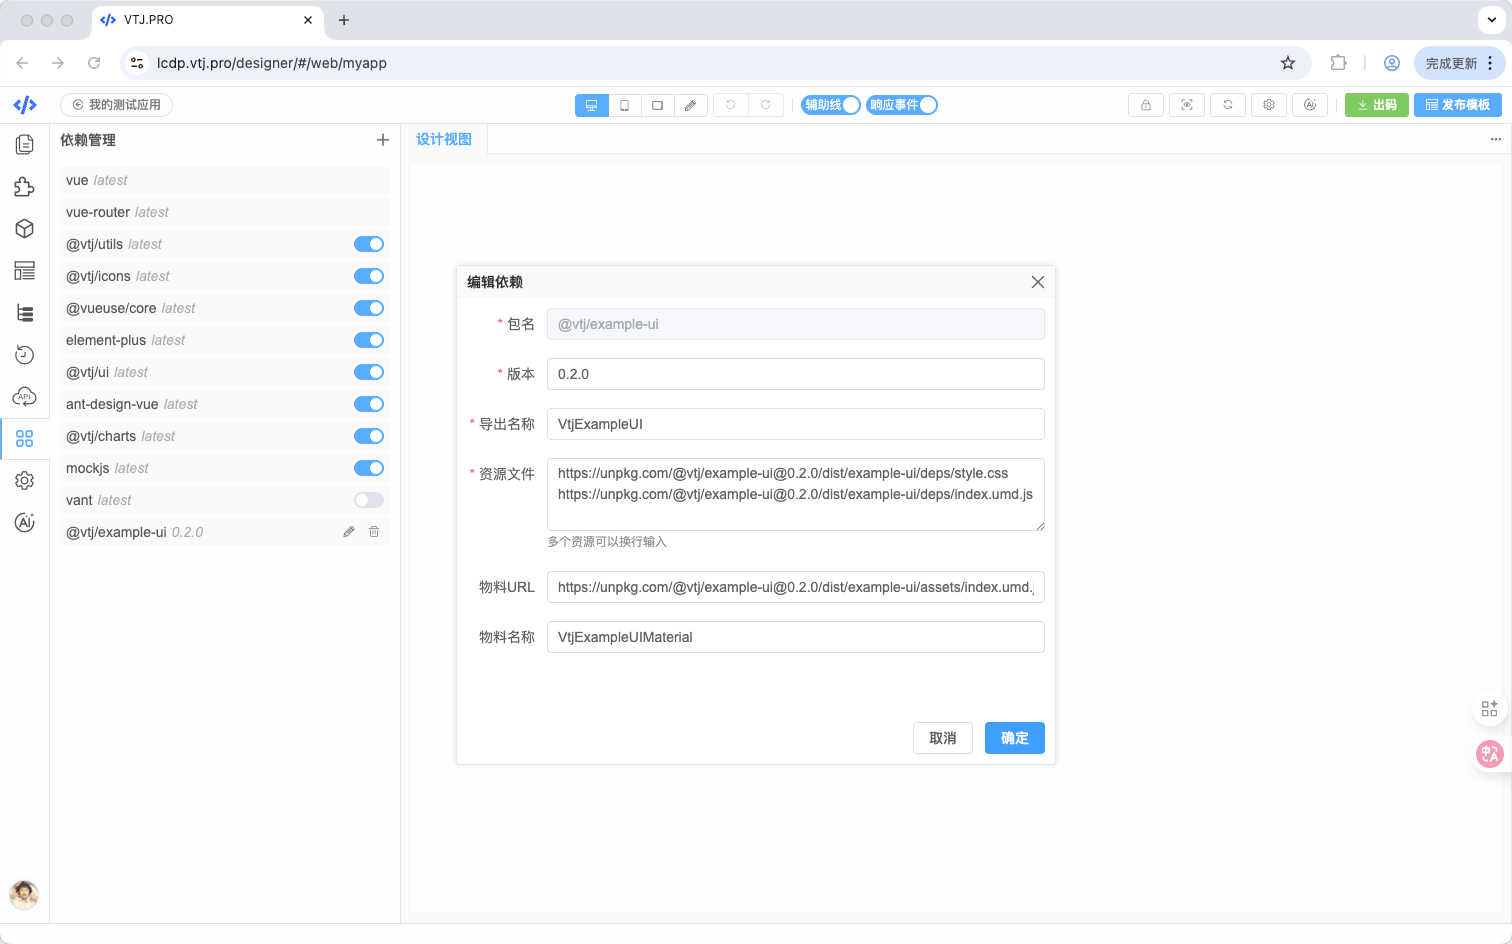 VTJ.PRO
lcdp.vtj.pro/designer/#/web/myapp
完成更新
我的测试应用
辅助线
响应事件
出码
发布模板
依赖管理
设计视图
vue latest
vue-router latest
@vtj/utils latest
@vtj/icons latest
@vueuse/core latest
element-plus latest
@vtj/ui latest
ant-design-vue latest
@vtj/charts latest
mockjs latest
vant latest
@vtj/example-ui 0.2.0
API
AI
编辑依赖
* 包名 @vtj/example-ui
* 版本 0.2.0
* 导出名称 VtjExampleUI
* 资源文件 https://unpkg.com/@vtj/example-ui@0.2.0/dist/example-ui/deps/style.css
https://unpkg.com/@vtj/example-ui@0.2.0/dist/example-ui/deps/index.umd.js
多个资源可以换行输入
物料URL https://unpkg.com/@vtj/example-ui@0.2.0/dist/example-ui/assets/index.umd.j
物料名称 VtjExampleUIMaterial
取消 确定
中A